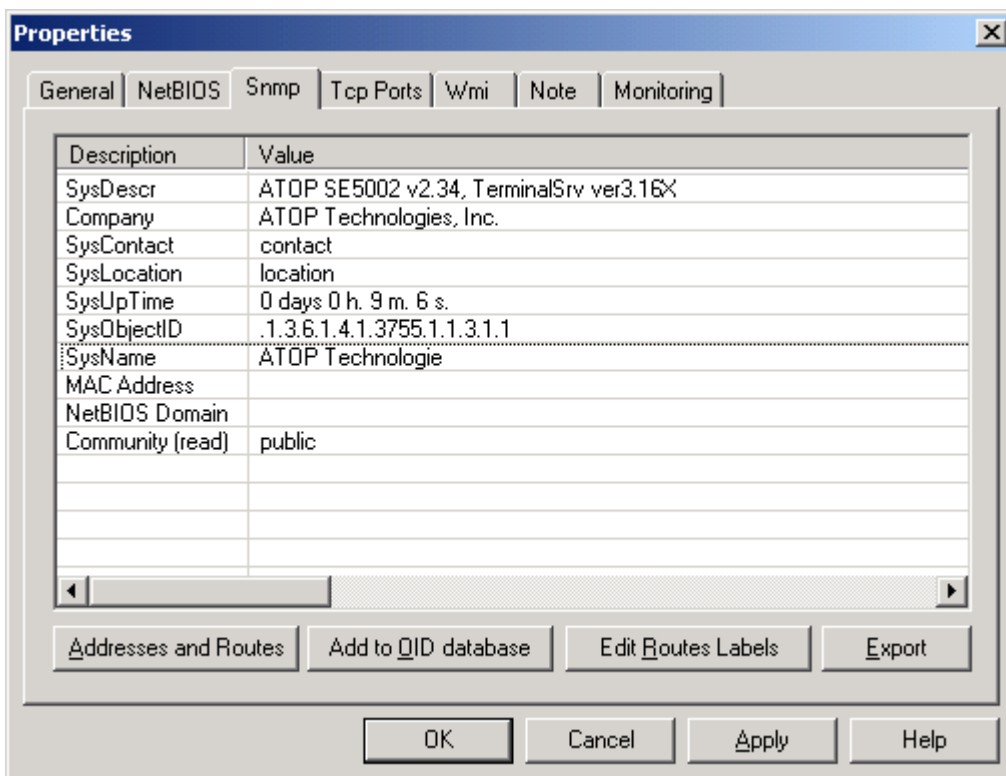 Properties
General NetBIOS Snmp Tcp Ports Wmi Note Monitoring
Description Value
SysDescr ATOP SE5002 v2.34, TerminalSrv ver3.16X
Company ATOP Technologies, Inc.
SysContact contact
SysLocation location
SysUpTime 0 days 0 h. 9 m. 6 s.
SysObjectID .1.3.6.1.4.1.3755.1.1.3.1.1
SysName ATOP Technologie
MAC Address
NetBIOS Domain
Community (read) public
Addresses and Routes Add to OID database Edit Routes Labels Export
OK Cancel Apply Help